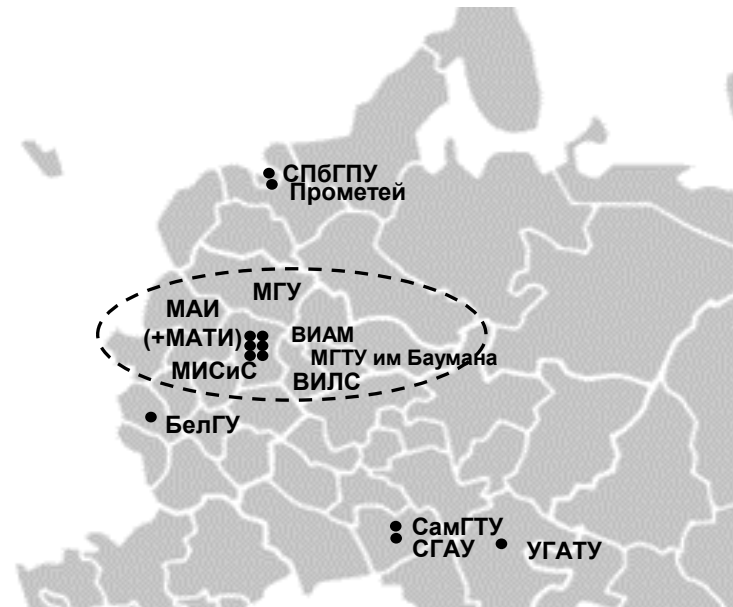 СПбГПУ
Прометей
МГУ
МАИ
(+МАТИ)
ВИАМ
МГТУ им Баумана
МИСиС
ВИЛС
БелГУ
СамГТУ
СГАУ
УГАТУ